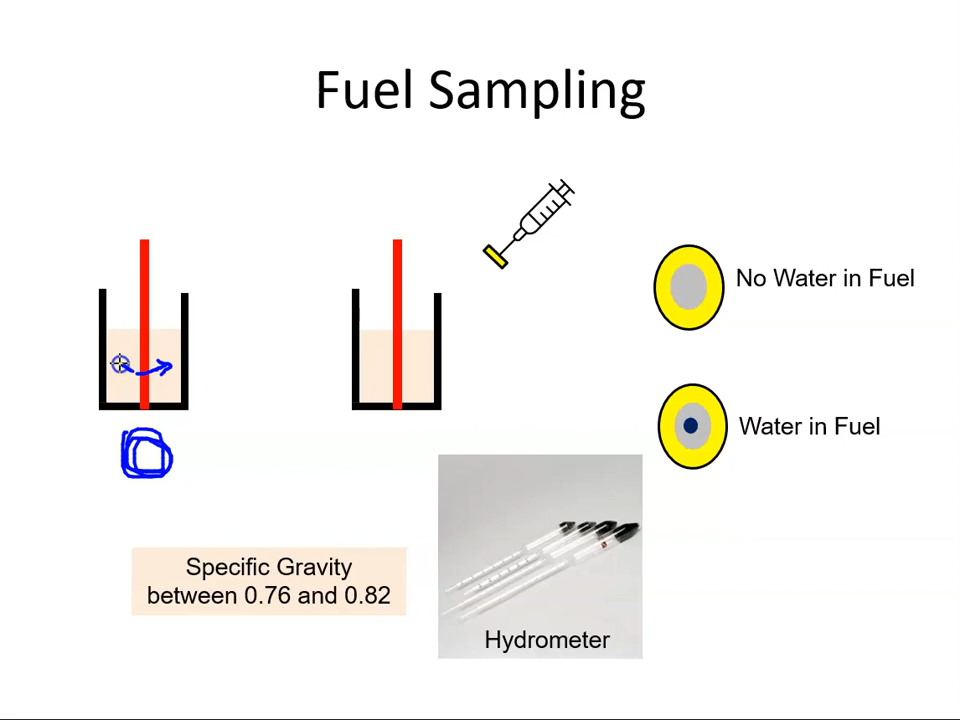 Fuel Sampling
No Water in Fuel
Water in Fuel
Specific Gravity
between 0.76 and 0.82
Hydrometer